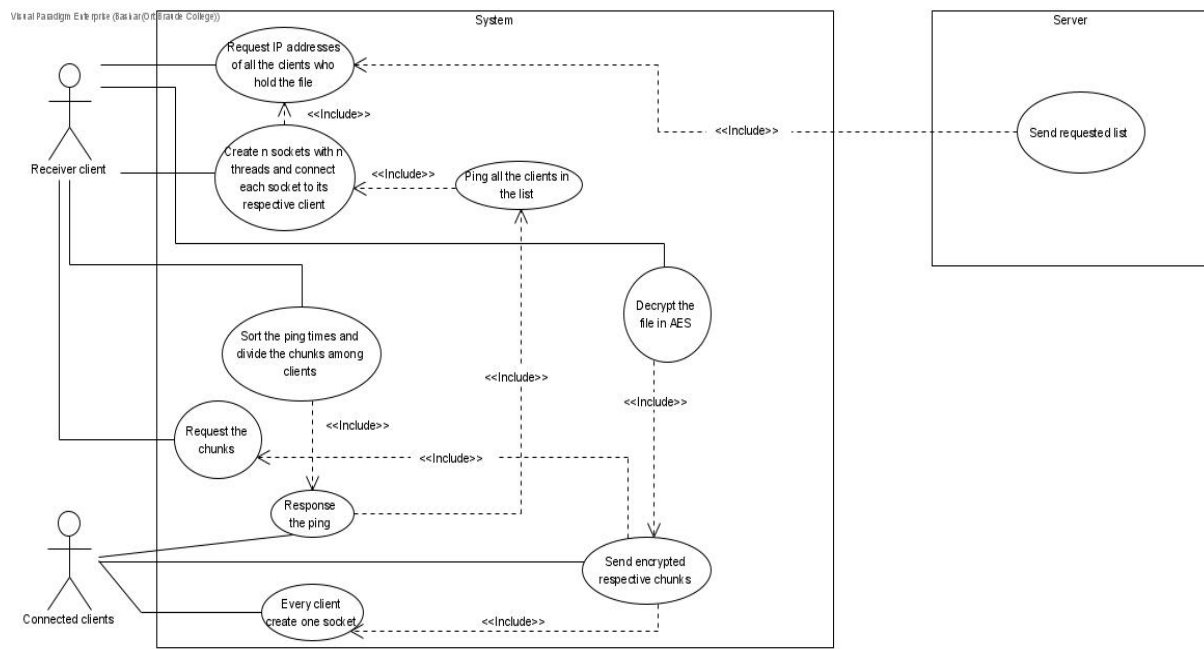 Visual Paradigm Enterprise (Baskar(Ort Braude College))
System
Server
Request IP addresses
of all the clients who
hold the file
<<Include>>
<<Include>>
Send requested list
Receiver client
Create n sockets with n
threads and connect
each socket to its
respective client
<<Include>>
Ping all the clients in
the list
Decrypt the
file in AES
Sort the ping times and
divide the chunks among
clients
<<Include>>
<<Include>>
<<Include>>
Request the
chunks
<<Include>>
Response
the ping
Send encrypted
respective chunks
Connected clients
Every client
create one socket
<<Include>>